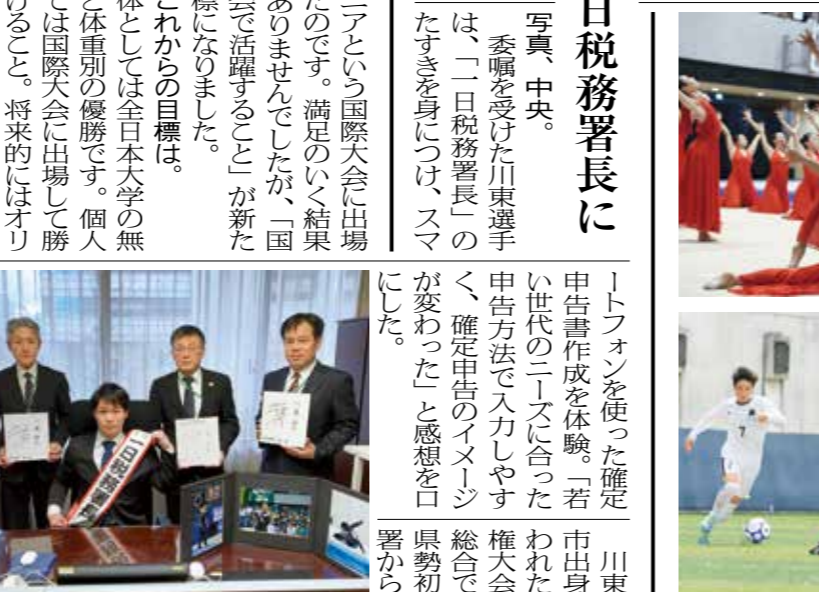 日税務署長に
写真、中央。
委嘱を受けた川東選手
は、「一日税務署長」の
たすきを身につけ、スマ
ートフォンを使った確定
申告書作成を体験。「若
い世代のニーズに合った
申告方法で入力しやす
く、確定申告のイメージ
が変わった」と感想を口
にした。
ニアという国際大会に出場
たのです。満足のいく結果
ありませんでしたが、「国
会で活躍すること」が新た
標になりました。
これからの目標は。
体としては全日本大学の無
と体重別の優勝です。個人
ては国際大会に出場して勝
けること。将来的にはオリ
川東
市出身
われた
権大会
総合で
県勢初
署から
一日税務署長
7